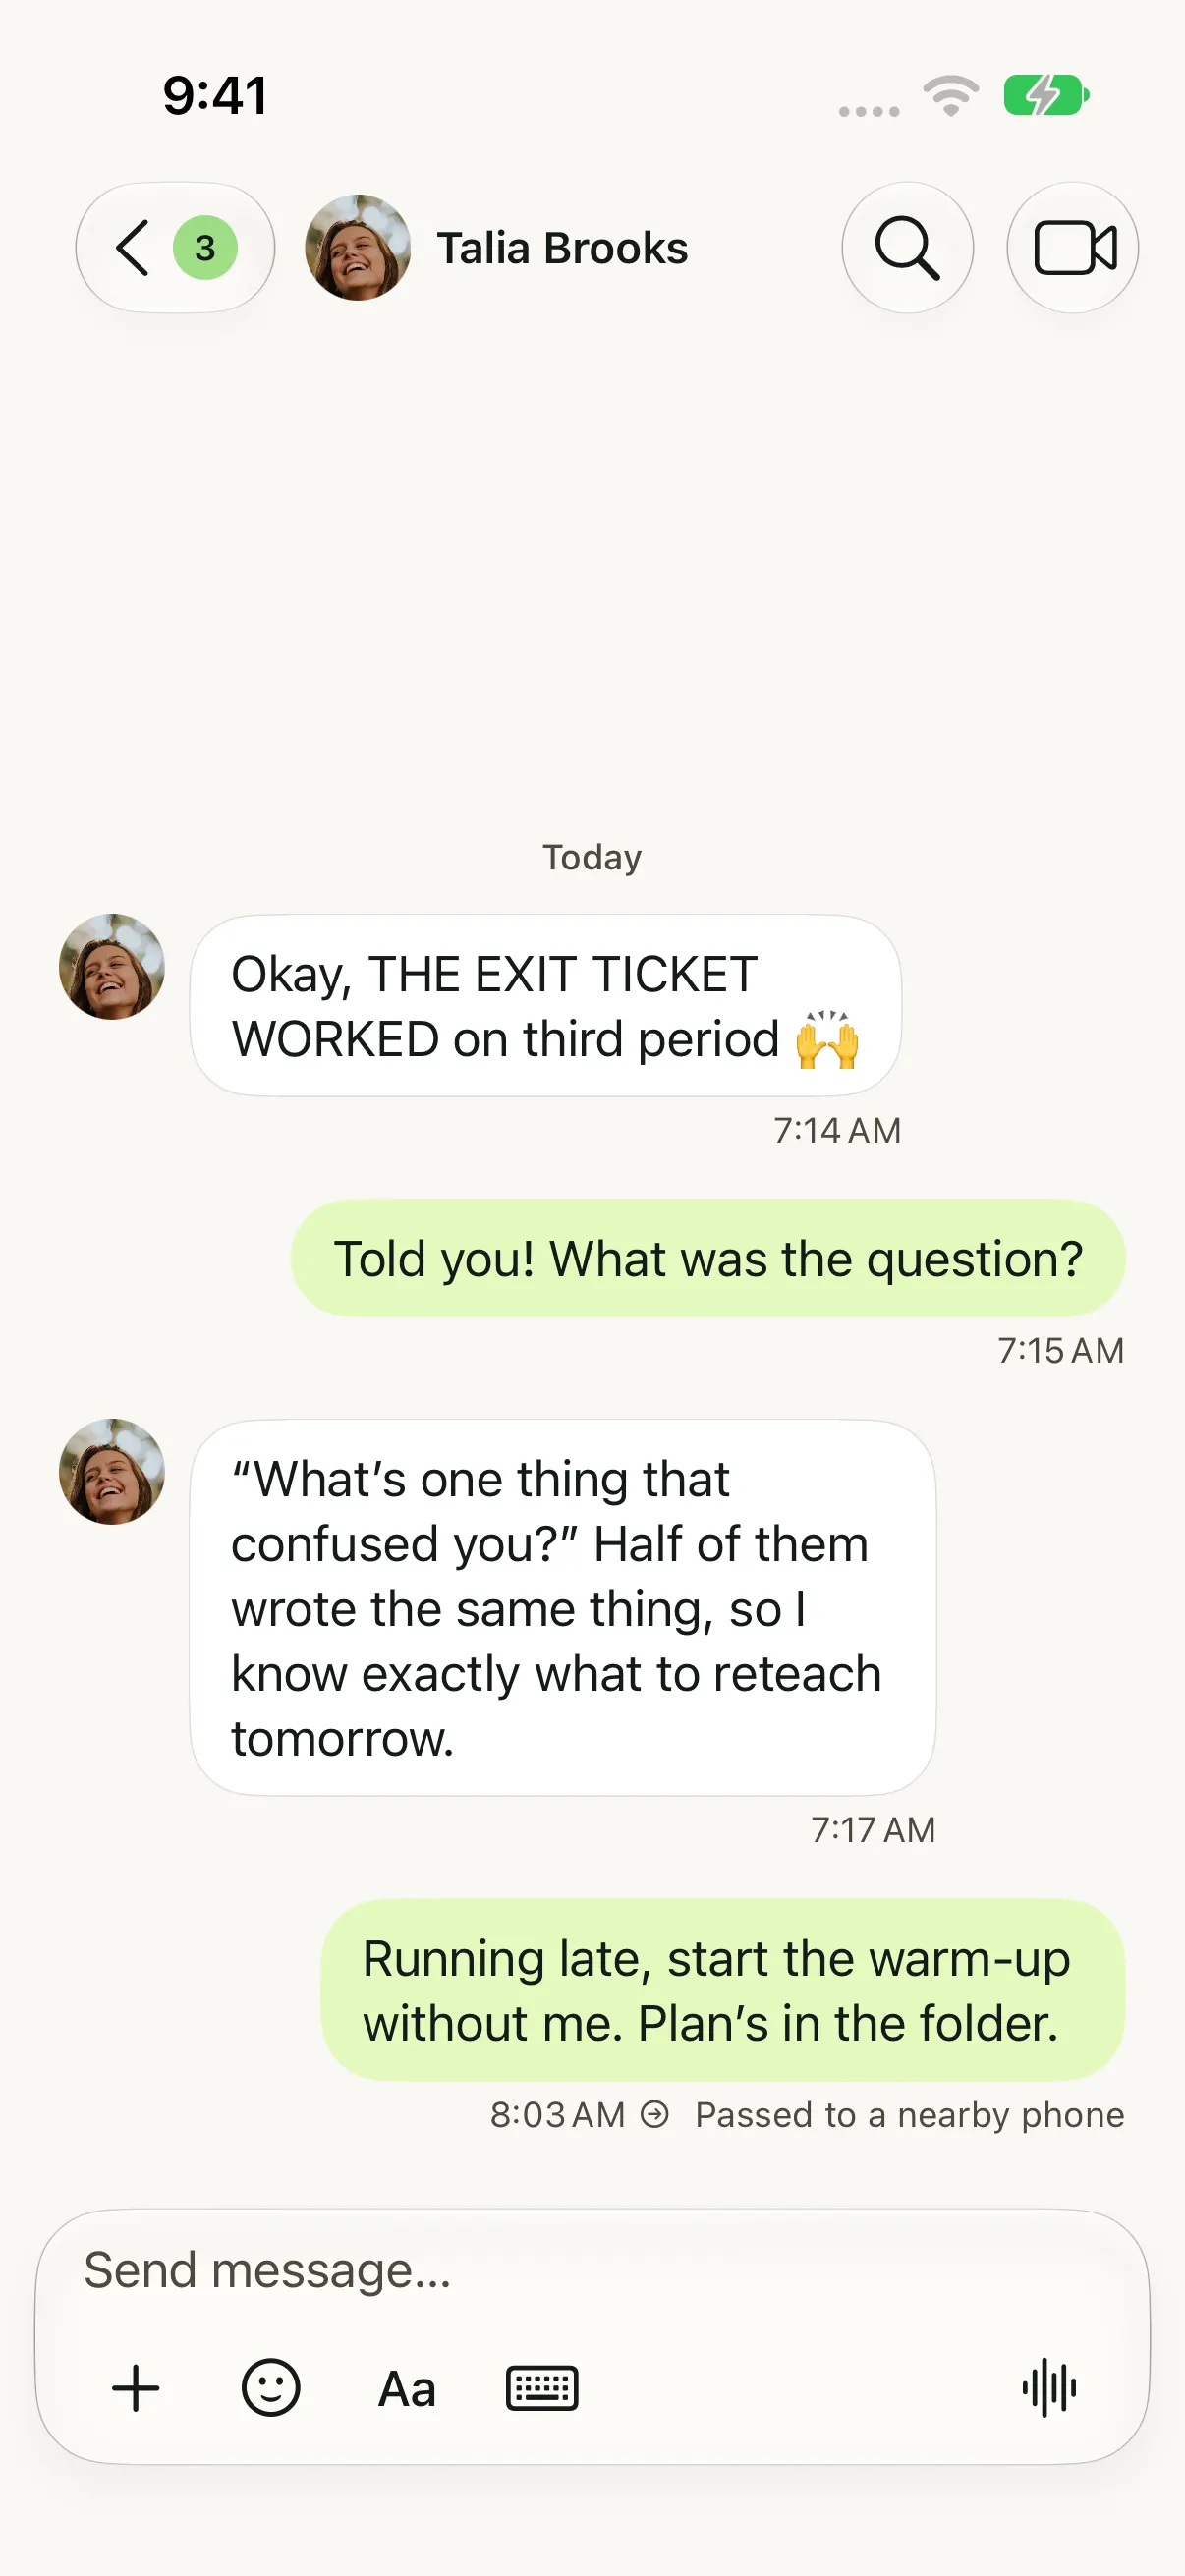 9:41
3
Talia Brooks
Today
Okay, THE EXIT TICKET
WORKED on third period 🙌
7:14 AM
Told you! What was the question?
7:15 AM
“What’s one thing that
confused you?” Half of them
wrote the same thing, so I
know exactly what to reteach
tomorrow.
7:17 AM
Running late, start the warm-up
without me. Plan’s in the folder.
8:03 AM Passed to a nearby phone
Send message...
Aa